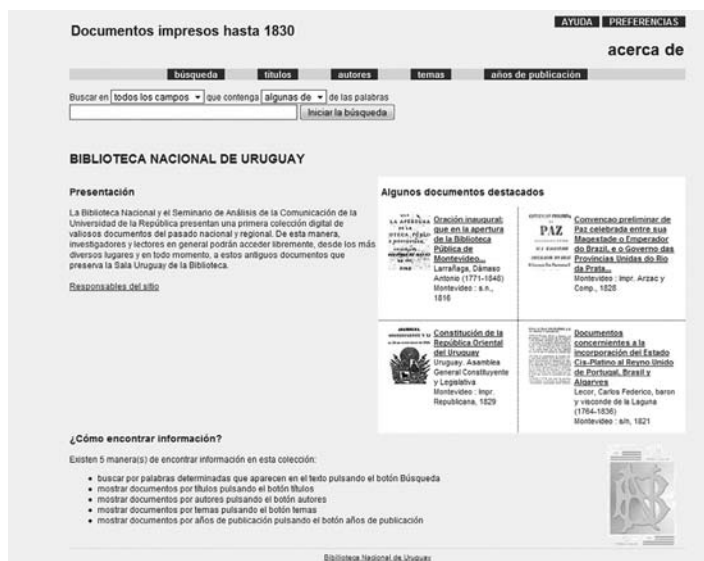 AYUDA PREFERENCIAS
Documentos impresos hasta 1830
acerca de
búsqueda títulos autores temas años de publicación
Buscar en todos los campos que contenga algunas de de las palabras
Iniciar la búsqueda
BIBLIOTECA NACIONAL DE URUGUAY
Presentación
La Biblioteca Nacional y el Seminario de Análisis de la Comunicación de la
Universidad de la República presentan una primera colección digital de
valiosos documentos del pasado nacional y regional. De esta manera,
investigadores y lectores en general podrán acceder libremente, desde los más
diversos lugares y en todo momento, a estos antiguos documentos que
preserva la Sala Uruguay de la Biblioteca.
Responsables del sitio
Algunos documentos destacados
Oración inaugural:
que en la apertura
de la Biblioteca
Pública de
Montevideo...
Larrañaga, Dámaso
Antonio (1771-1848)
Montevideo : s.n.,
1816
PAZ
Convencao preliminar de
Paz celebrada entre sua
Magestade o Emperador
do Brazil, e o Governo das
Provincias Unidas do Rio
da Prata...
Montevideo : Impr. Arzac y
Comp., 1828
Constitución de la
República Oriental
del Uruguay
Uruguay. Asamblea
General Constituyente
y Legislativa
Montevideo : Impr.
Republicana, 1829
Documentos
concernientes a la
incorporación del Estado
Cis-Platino al Reyno Unido
de Portugal, Brasil y
Algarves
Lecor, Carlos Federico, baron
y visconde de la Laguna
(1764-1836)
Montevideo : s/n, 1821
¿Cómo encontrar información?
Existen 5 manera(s) de encontrar información en esta colección:
buscar por palabras determinadas que aparecen en el texto pulsando el botón Búsqueda
mostrar documentos por títulos pulsando el botón títulos
mostrar documentos por autores pulsando el botón autores
mostrar documentos por temas pulsando el botón temas
mostrar documentos por años de publicación pulsando el botón años de publicación
Biblilioteca Nacional de Uruguay